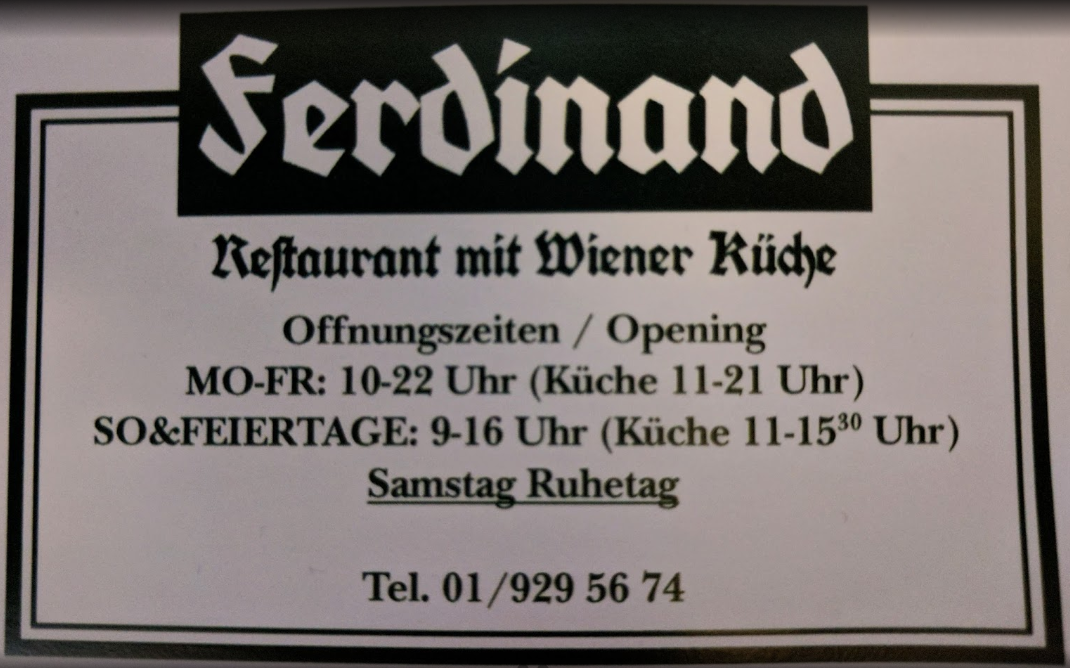 Ferdinand
Restaurant mit Wiener Küche
Offnungszeiten / Opening
MO-FR: 10-22 Uhr (Küche 11-21 Uhr)
SO&FEIERTAGE: 9-16 Uhr (Küche 11-15³⁰ Uhr)
Samstag Ruhetag
Tel. 01/929 56 74